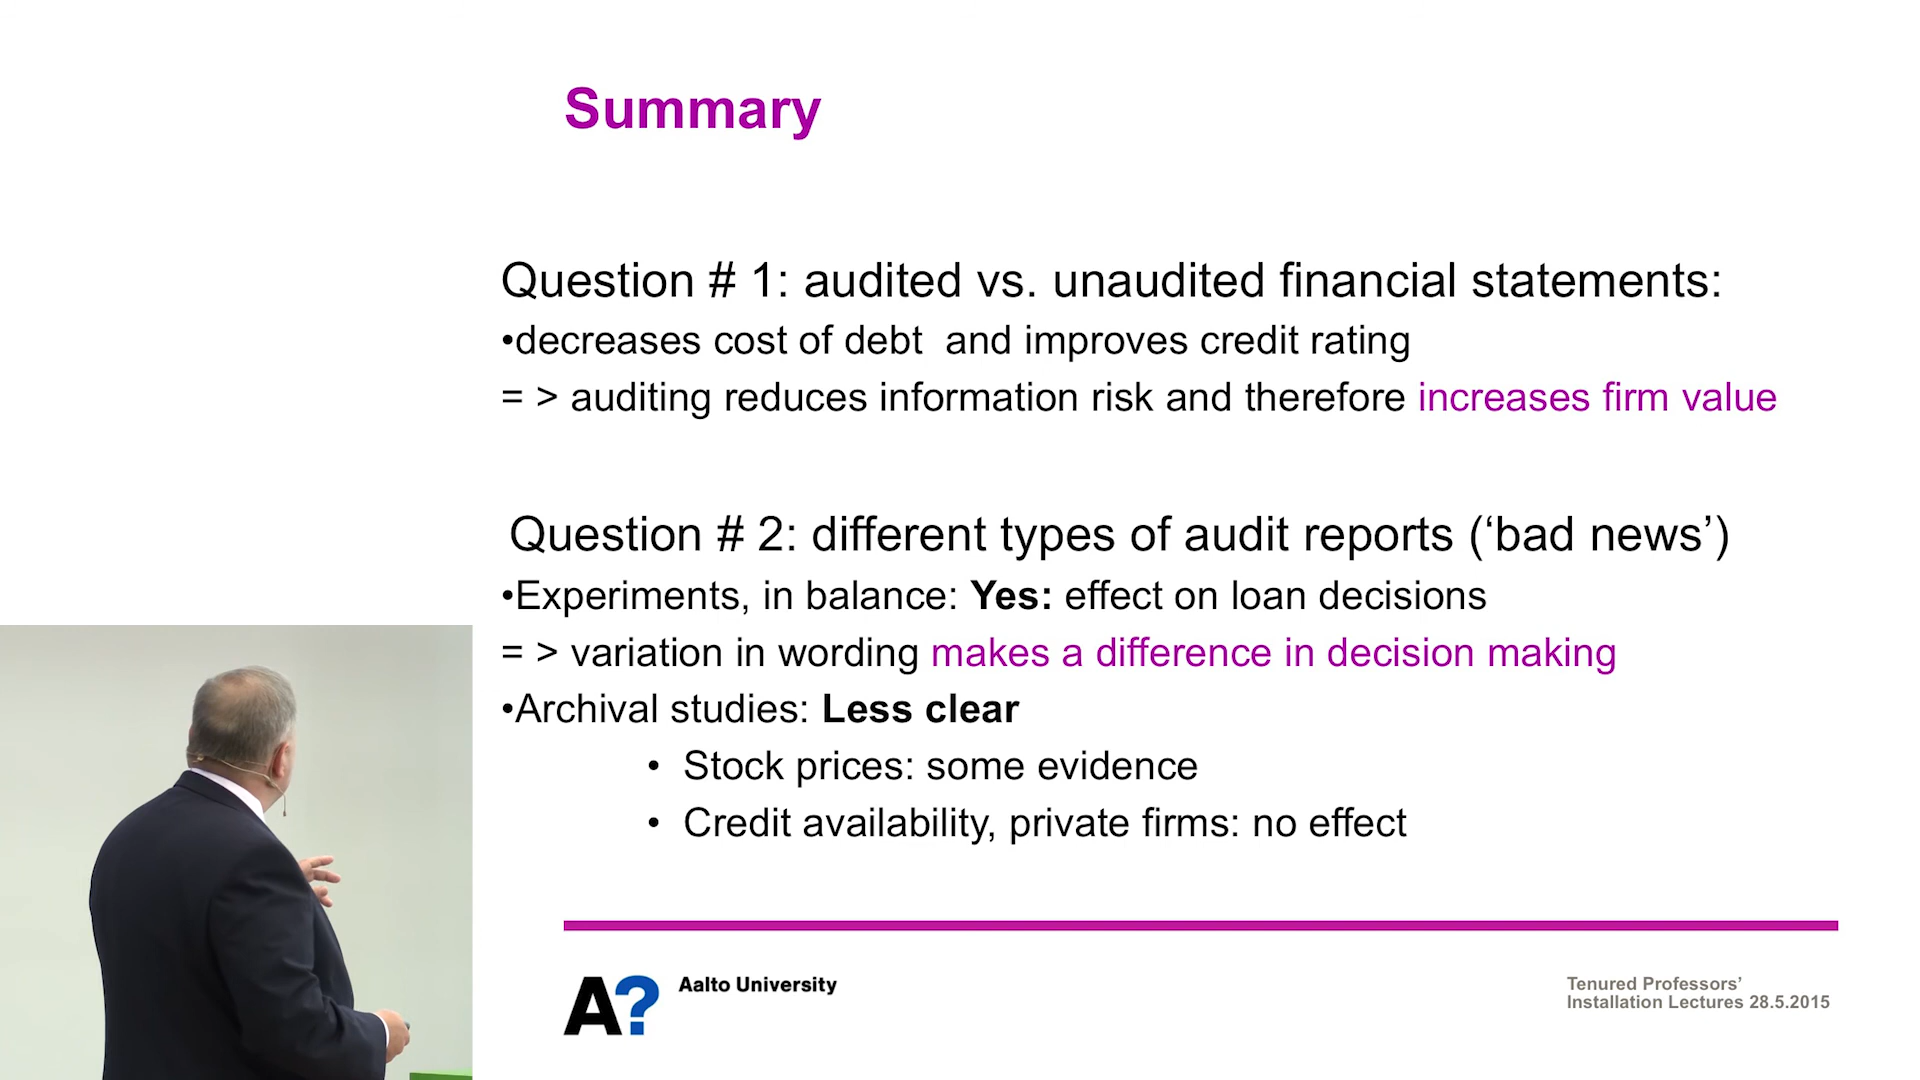 Summary
Question # 1: audited vs. unaudited financial statements:
•decreases cost of debt  and improves credit rating
= > auditing reduces information risk and therefore increases firm value
Question # 2: different types of audit reports (‘bad news’)
•Experiments, in balance: Yes: effect on loan decisions
= > variation in wording makes a difference in decision making
•Archival studies: Less clear
• Stock prices: some evidence
• Credit availability, private firms: no effect
A?
Aalto University
Tenured Professors’
Installation Lectures 28.5.2015